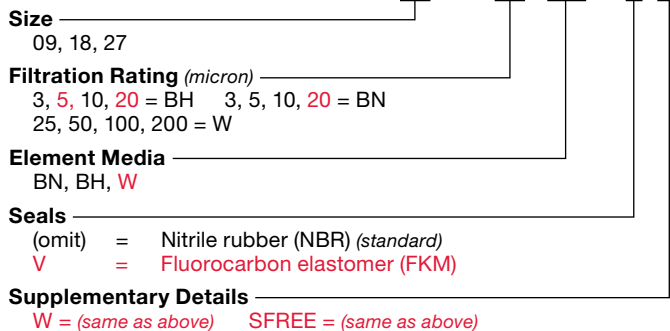 Size
09, 18, 27
Filtration Rating (micron)
3, 5, 10, 20 = BH 3, 5, 10, 20 = BN
25, 50, 100, 200 = W
Element Media
BN, BH, W
Seals
(omit) = Nitrile rubber (NBR) (standard)
V = Fluorocarbon elastomer (FKM)
Supplementary Details
W = (same as above) SFREE = (same as above)